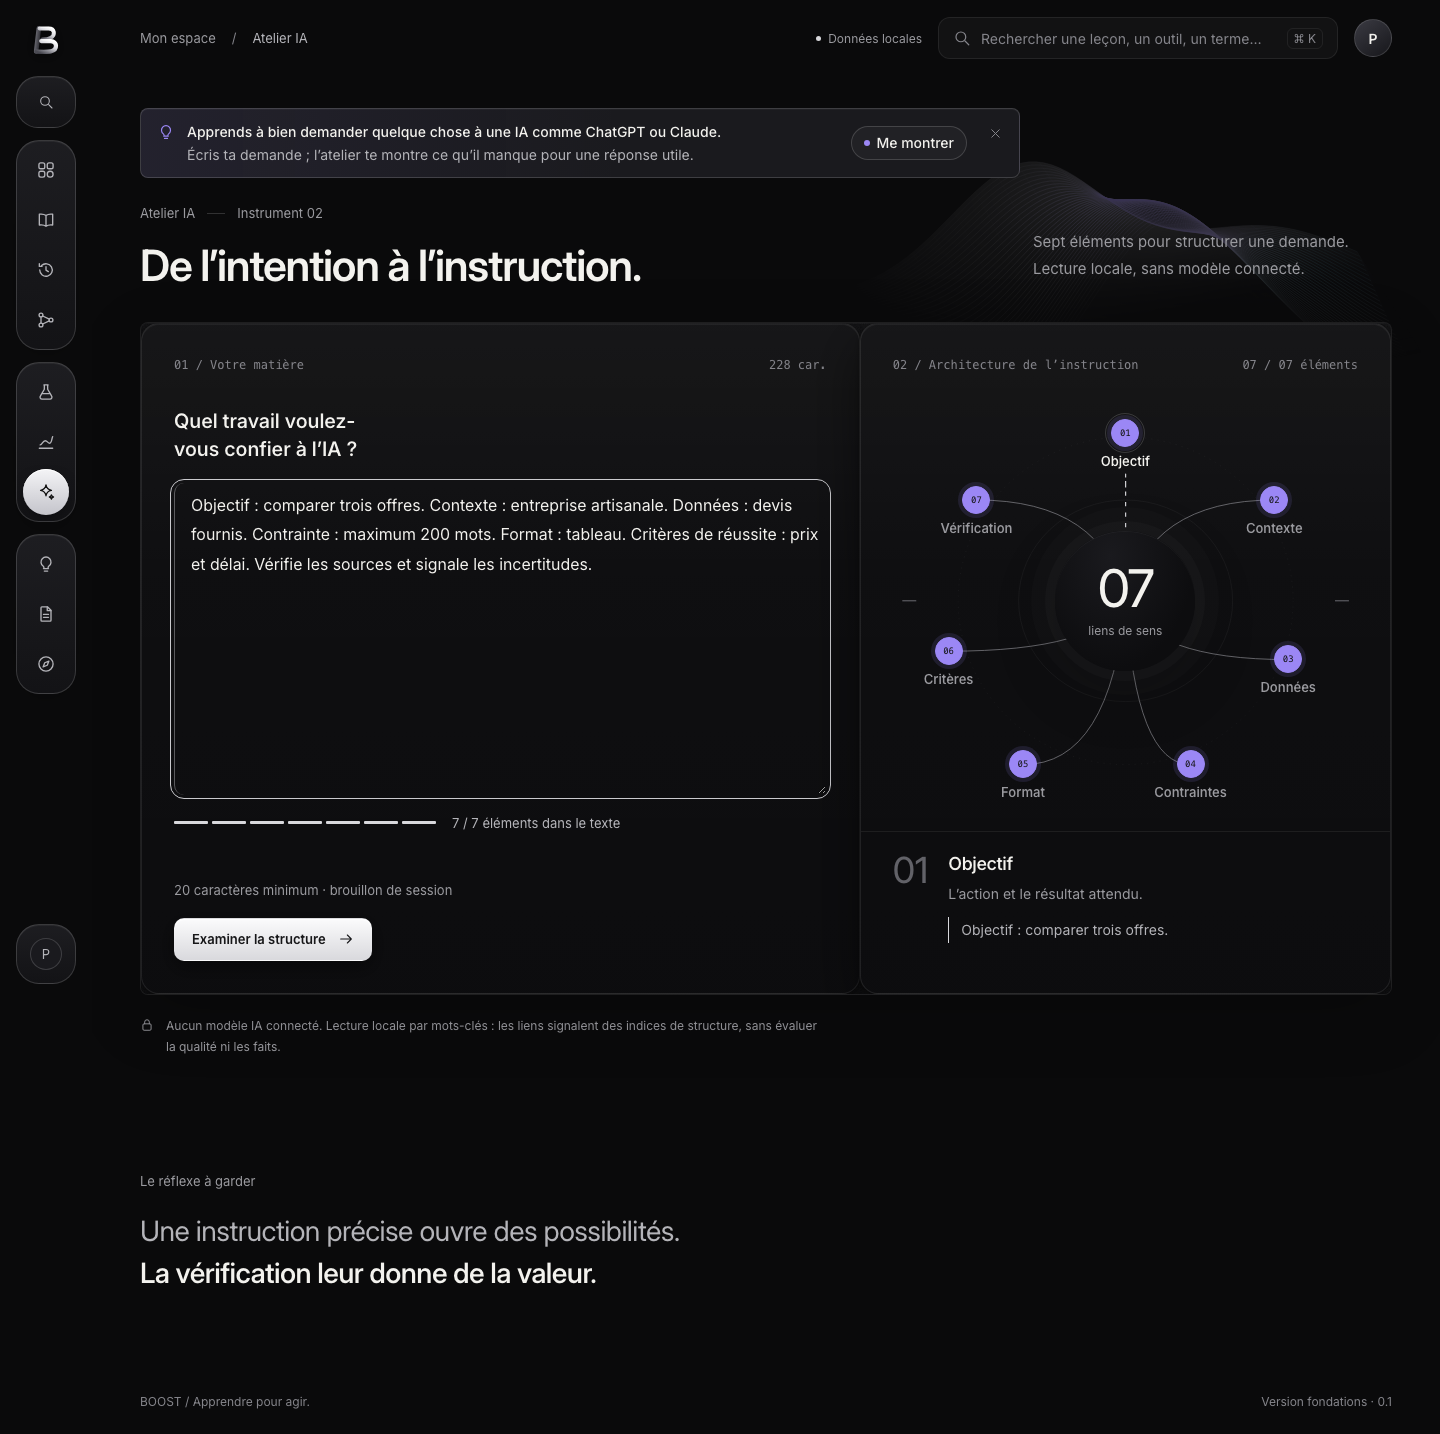 B
Mon espace / Atelier IA
Données locales
Rechercher une leçon, un outil, un terme...
⌘ K
P
Apprends à bien demander quelque chose à une IA comme ChatGPT ou Claude.
Écris ta demande ; l’atelier te montre ce qu’il manque pour une réponse utile.
Me montrer
Atelier IA — Instrument 02
De l’intention à l’instruction.
Sept éléments pour structurer une demande.
Lecture locale, sans modèle connecté.
01 / Votre matière
228 car.
Quel travail voulez-
vous confier à l’IA ?
Objectif : comparer trois offres. Contexte : entreprise artisanale. Données : devis
fournis. Contrainte : maximum 200 mots. Format : tableau. Critères de réussite : prix
et délai. Vérifie les sources et signale les incertitudes.
7 / 7 éléments dans le texte
20 caractères minimum · brouillon de session
Examiner la structure →
02 / Architecture de l’instruction
07 / 07 éléments
01
Objectif
07
Vérification
02
Contexte
07
liens de sens
06
Critères
03
Données
05
Format
04
Contraintes
01
Objectif
L’action et le résultat attendu.
Objectif : comparer trois offres.
P
Aucun modèle IA connecté. Lecture locale par mots-clés : les liens signalent des indices de structure, sans évaluer
la qualité ni les faits.
Le réflexe à garder
Une instruction précise ouvre des possibilités.
La vérification leur donne de la valeur.
BOOST / Apprendre pour agir.
Version fondations · 0.1